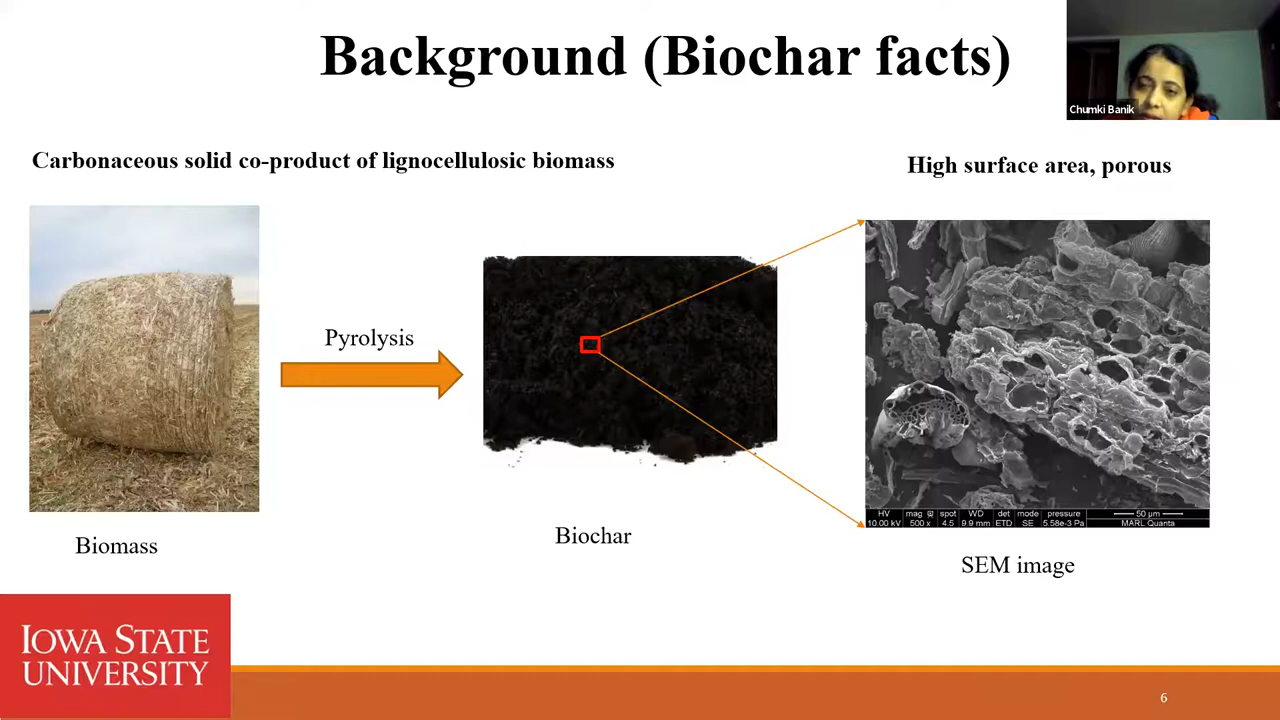 Background (Biochar facts)
Chumki Banik
Carbonaceous solid co-product of lignocellulosic biomass
High surface area, porous
Pyrolysis
Biomass
Biochar
HV mag spot WD det mode pressure 50 µm
10.00 kV 500 x 4.5 9.9 mm ETD SE 5.58e-3 Pa MARL Quanta
SEM image
IOWA STATE
UNIVERSITY
6